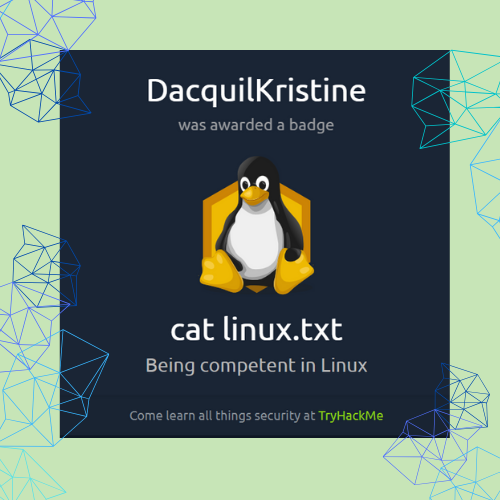 DacquilKristine
was awarded a badge
cat linux.txt
Being competent in Linux
Come learn all things security at TryHackMe